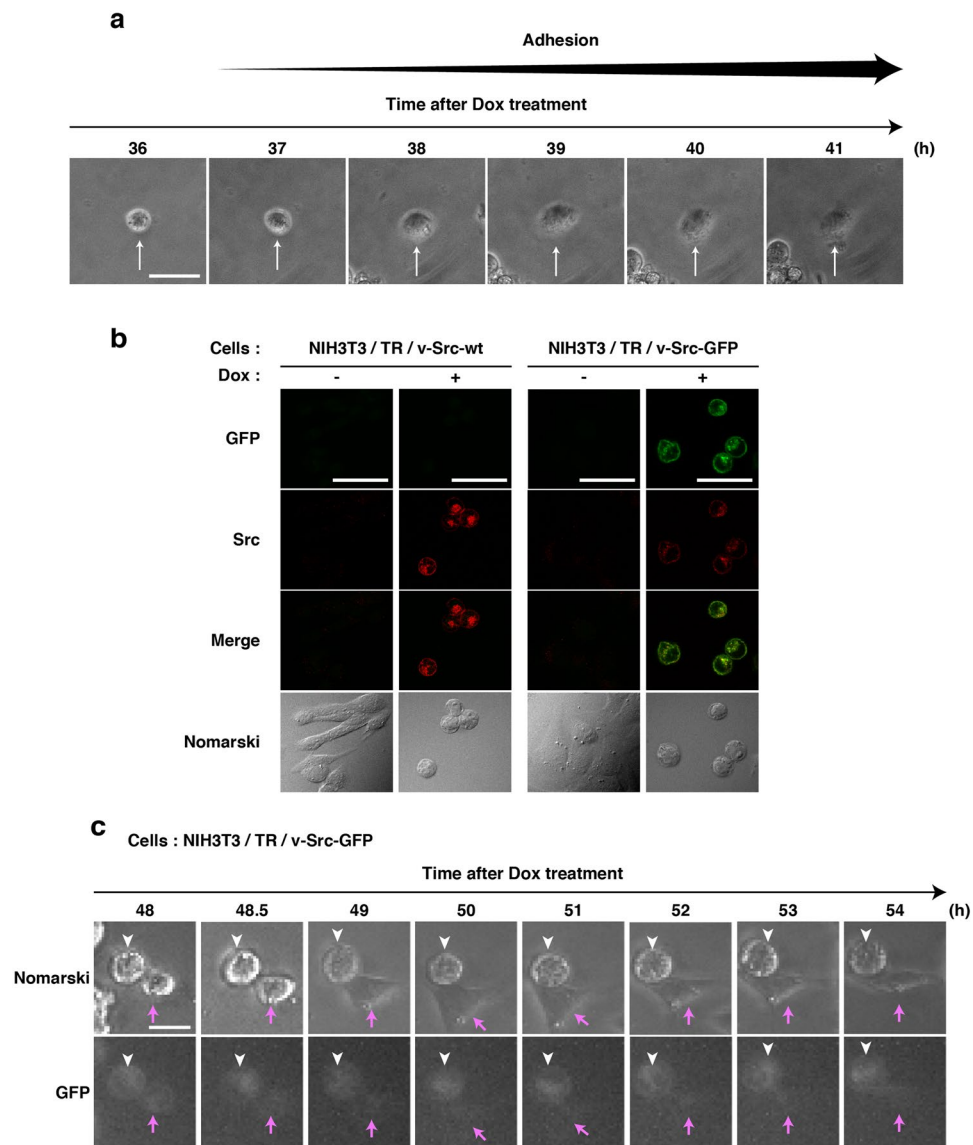 a
Adhesion
Time after Dox treatment
36 37 38 39 40 41 (h)
b
Cells : NIH3T3 / TR / v-Src-wt NIH3T3 / TR / v-Src-GFP
Dox : - + - +
GFP
Src
Merge
Nomarski
c
Cells : NIH3T3 / TR / v-Src-GFP
Time after Dox treatment
48 48.5 49 50 51 52 53 54 (h)
Nomarski
GFP